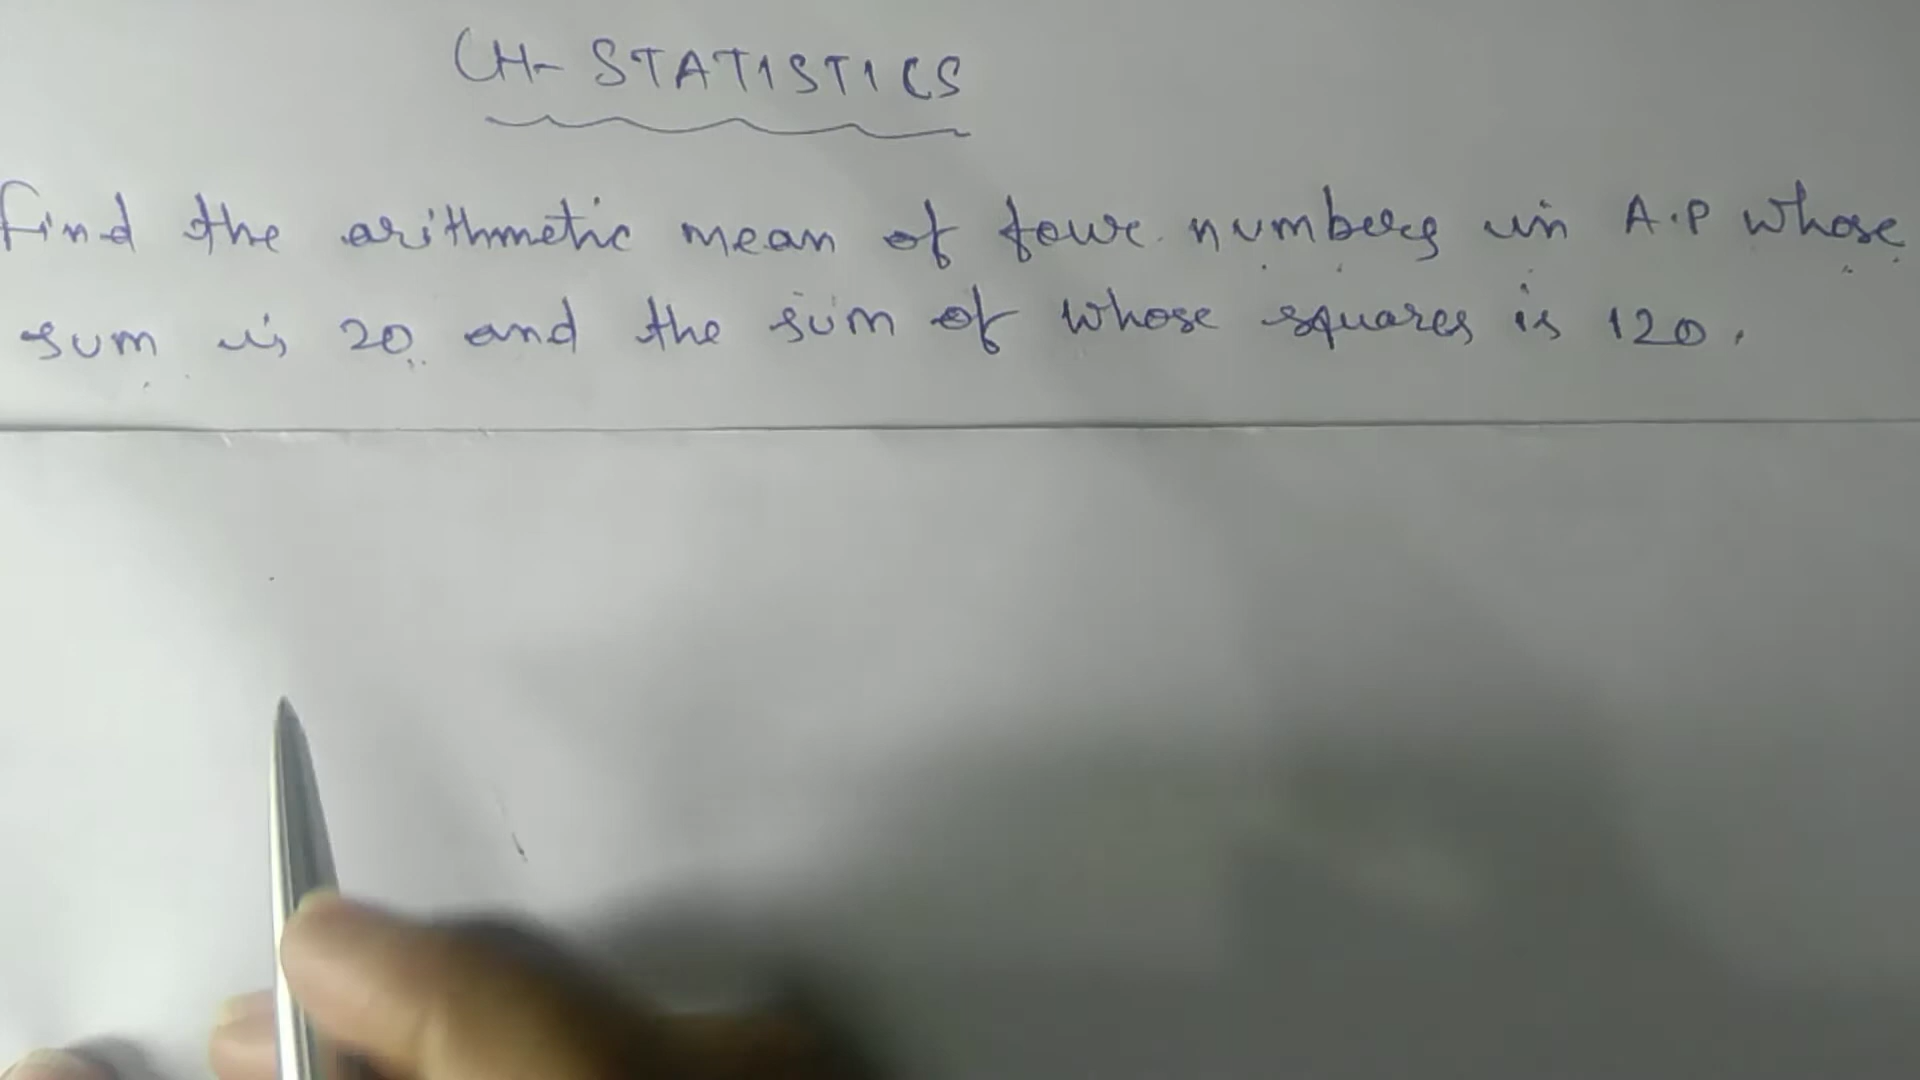 CH- STATISTICS
Find the arithmetic mean of four numbers in A.P whose
sum is 20 and the sum of whose squares is 120.